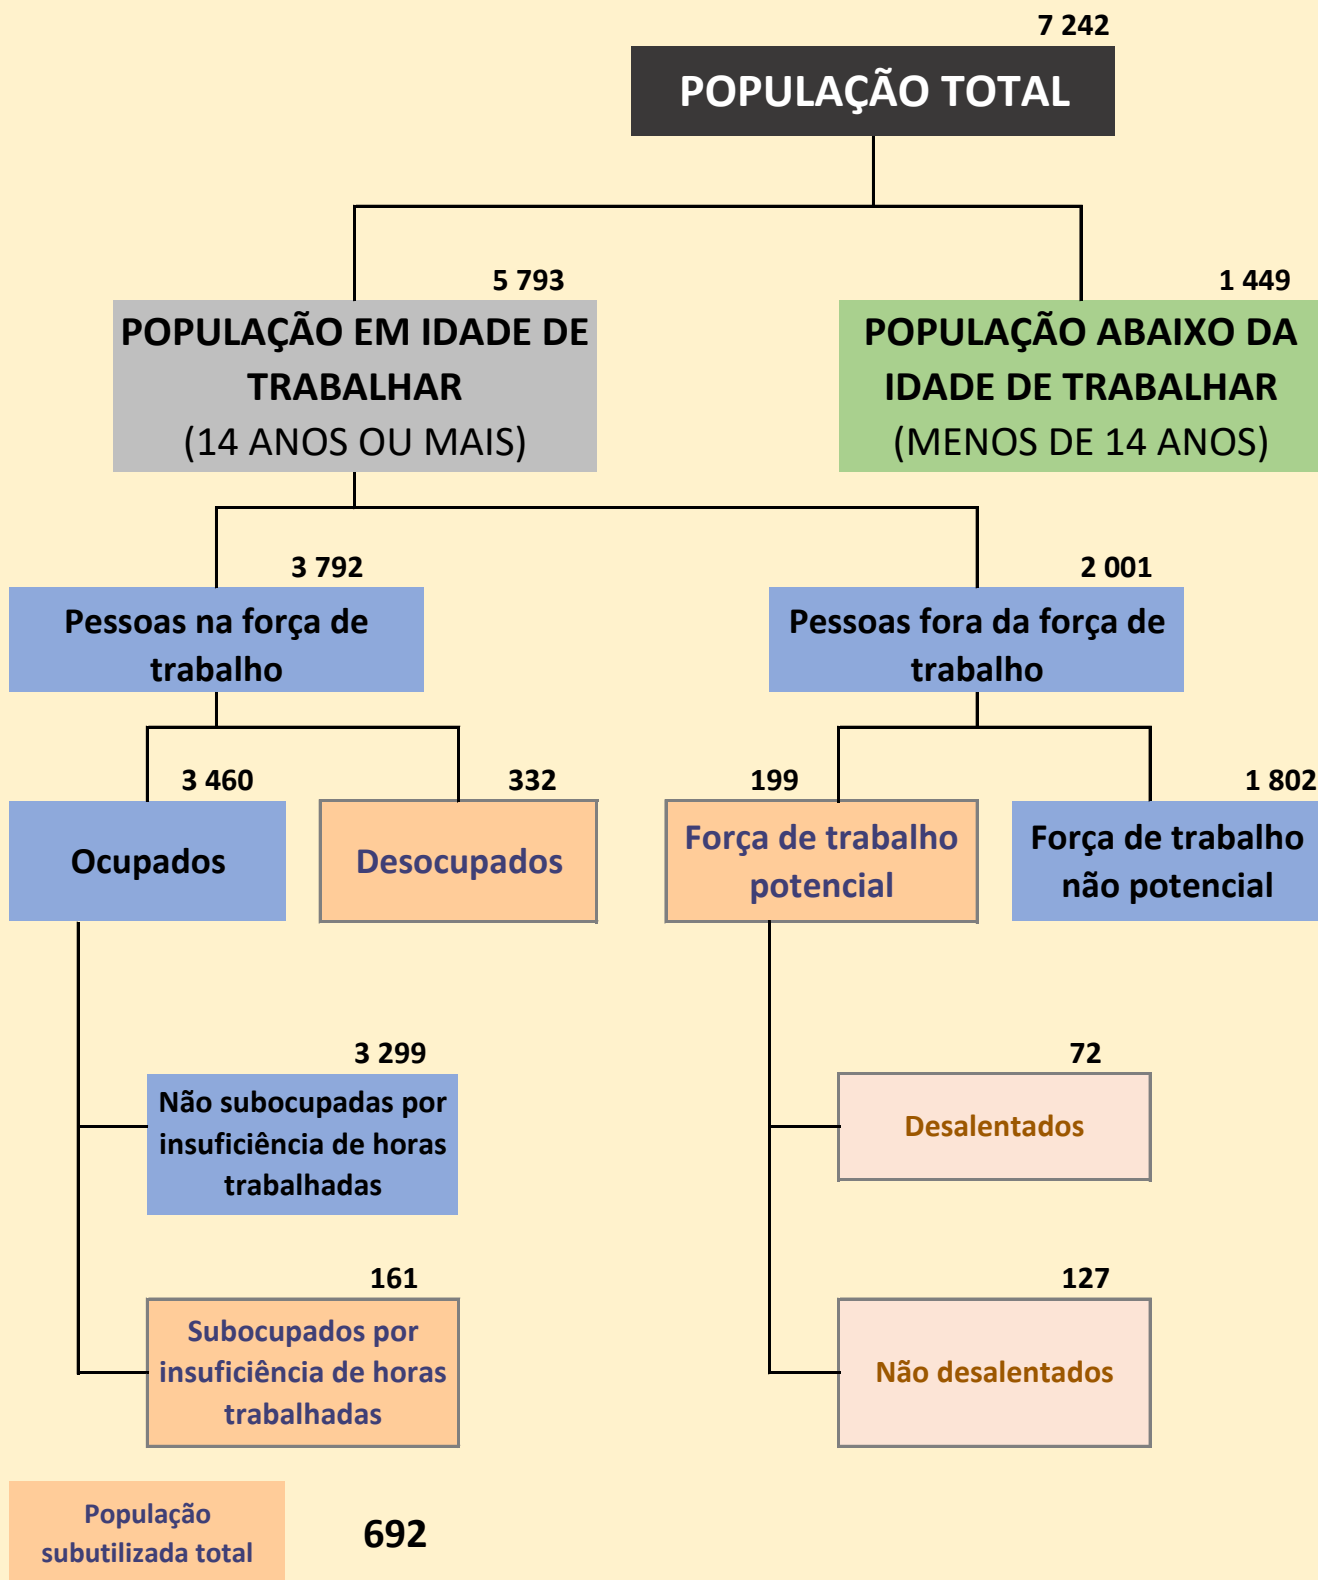 7 242
POPULAÇÃO TOTAL
5 793
POPULAÇÃO EM IDADE DE
TRABALHAR
(14 ANOS OU MAIS)
1 449
POPULAÇÃO ABAIXO DA
IDADE DE TRABALHAR
(MENOS DE 14 ANOS)
3 792
Pessoas na força de
trabalho
2 001
Pessoas fora da força de
trabalho
3 460
Ocupados
332
Desocupados
199
Força de trabalho
potencial
1 802
Força de trabalho
não potencial
3 299
Não subocupadas por
insuficiência de horas
trabalhadas
72
Desalentados
161
Subocupados por
insuficiência de horas
trabalhadas
127
Não desalentados
População
subutilizada total
692